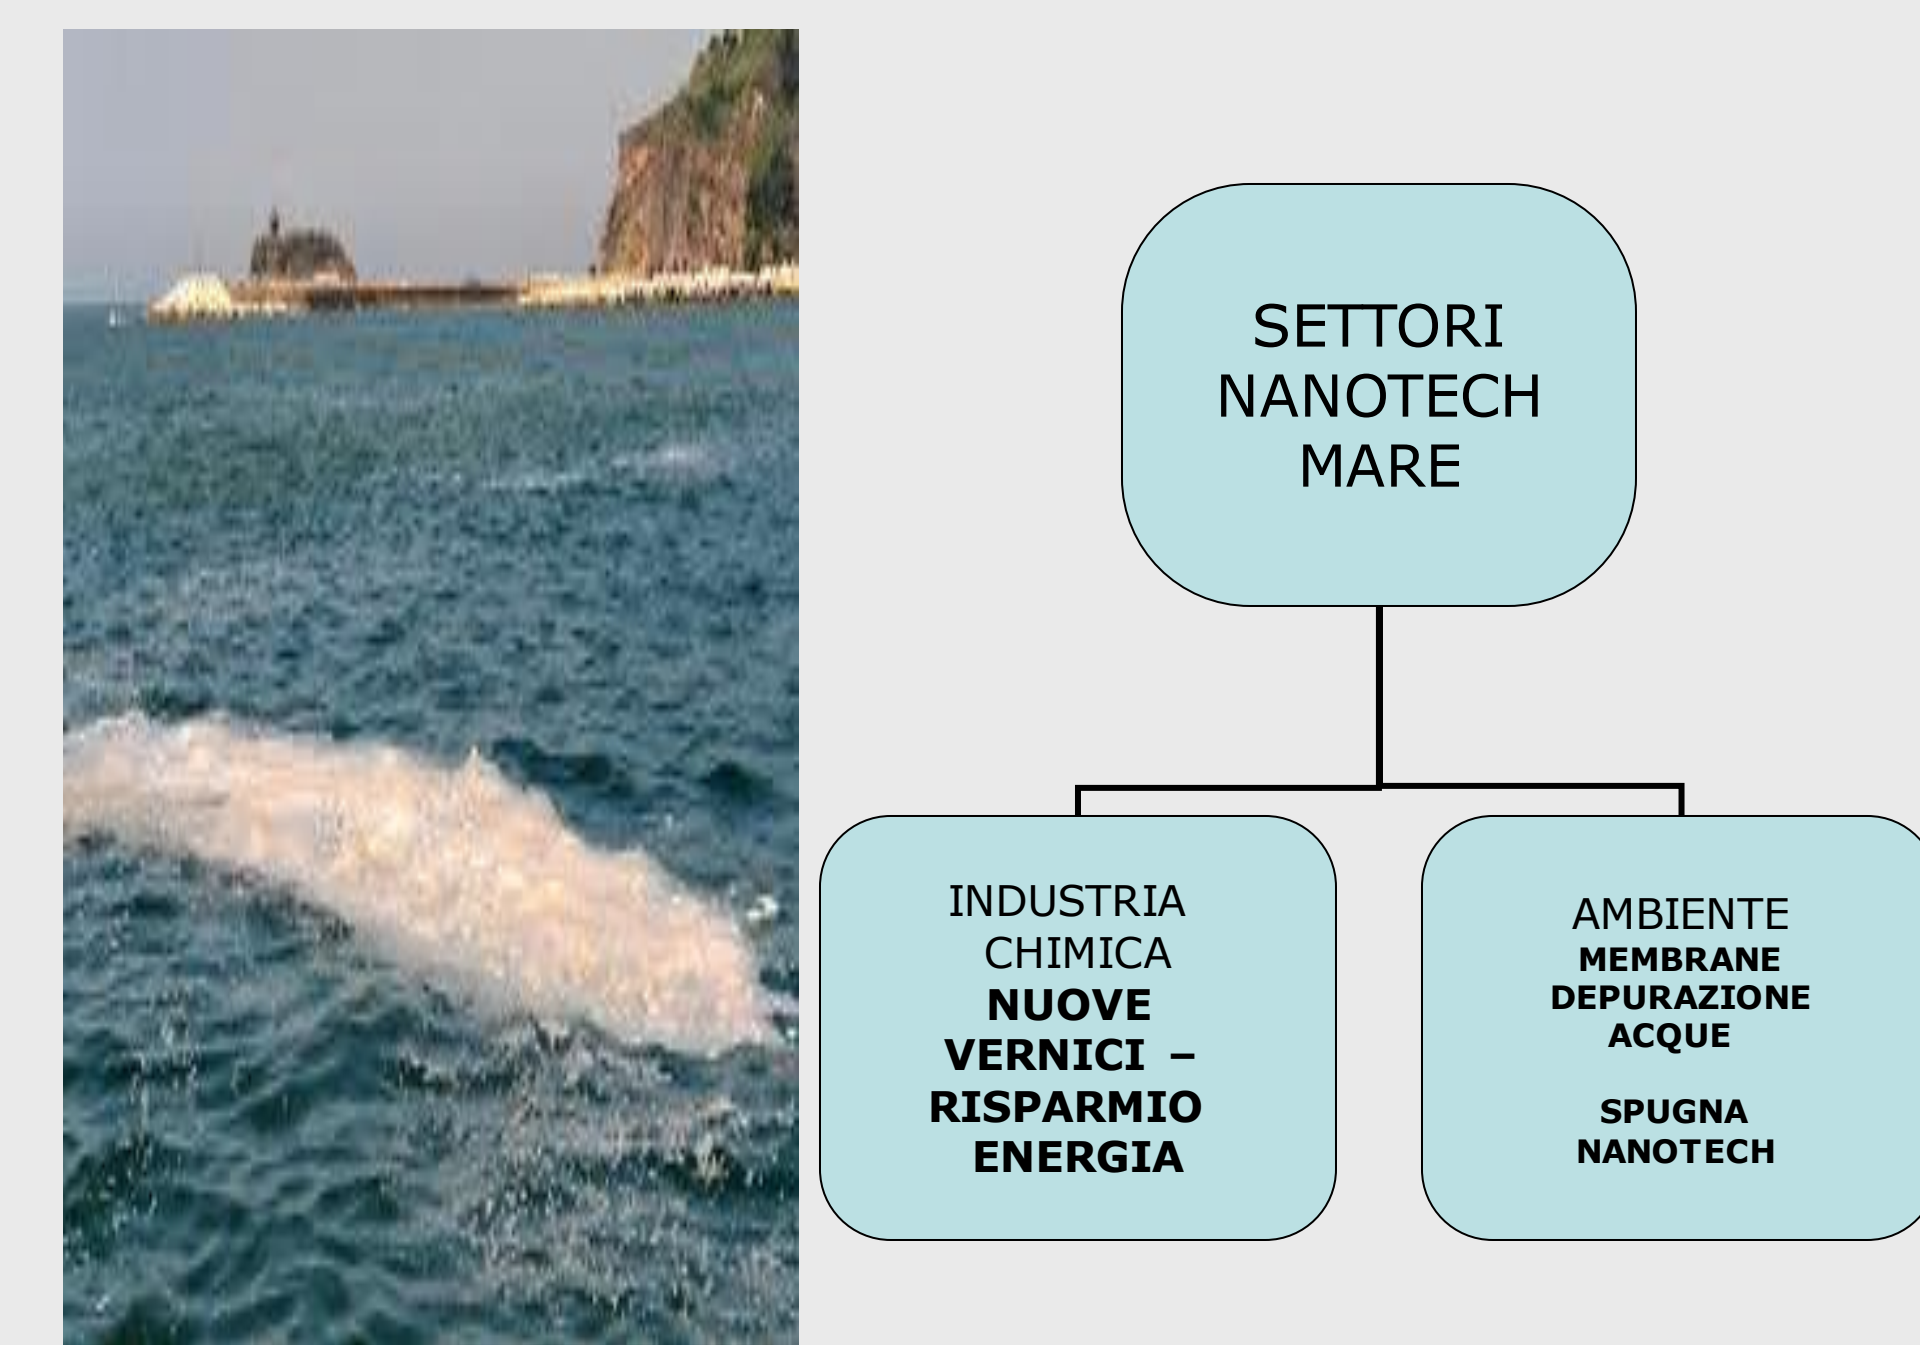 SETTORI
NANOTECH
MARE
INDUSTRIA
CHIMICA
NUOVE
VERNICI –
RISPARMIO
ENERGIA
AMBIENTE
MEMBRANE
DEPURAZIONE
ACQUE
SPUGNA
NANOTECH